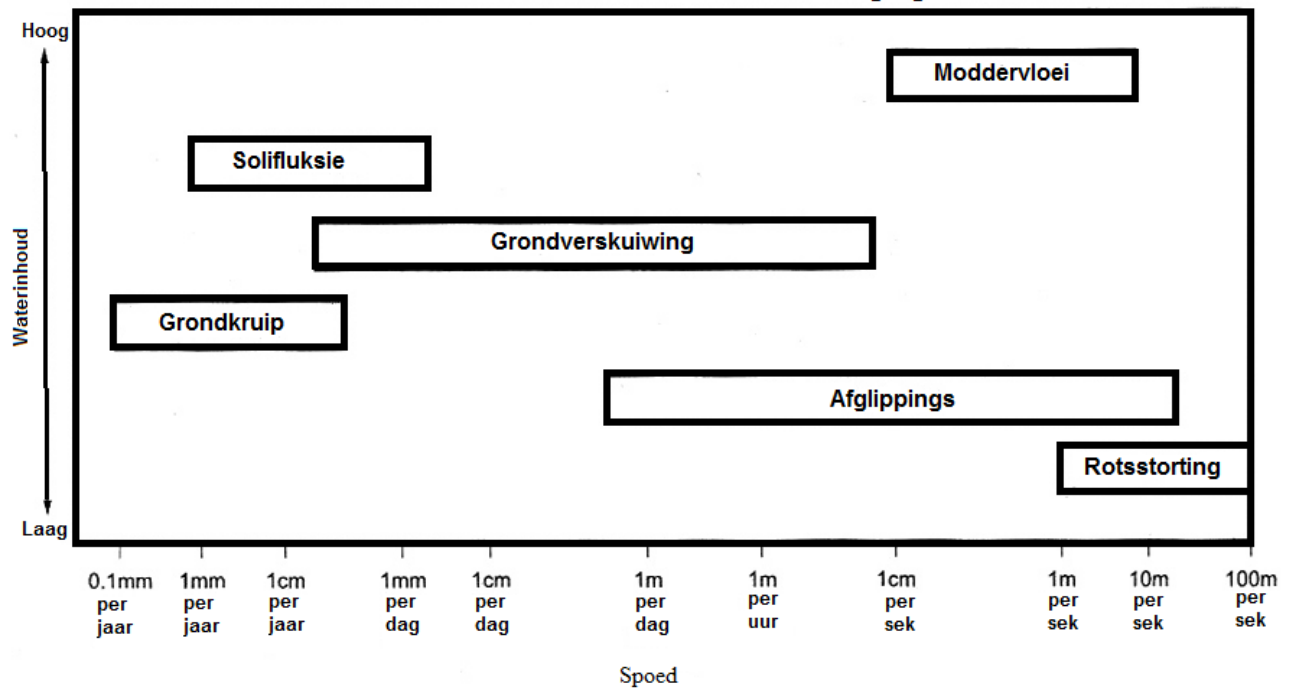 Hoog
Moddervloei
Solifluksie
Grondverskuiwing
Waterinhoud
Grondkruip
Afglippings
Rotsstorting
Laag
0.1mm per jaar
1mm per jaar
1cm per jaar
1mm per dag
1cm per dag
1m per dag
1m per uur
1cm per sek
1m per sek
10m per sek
100m per sek
Spoed